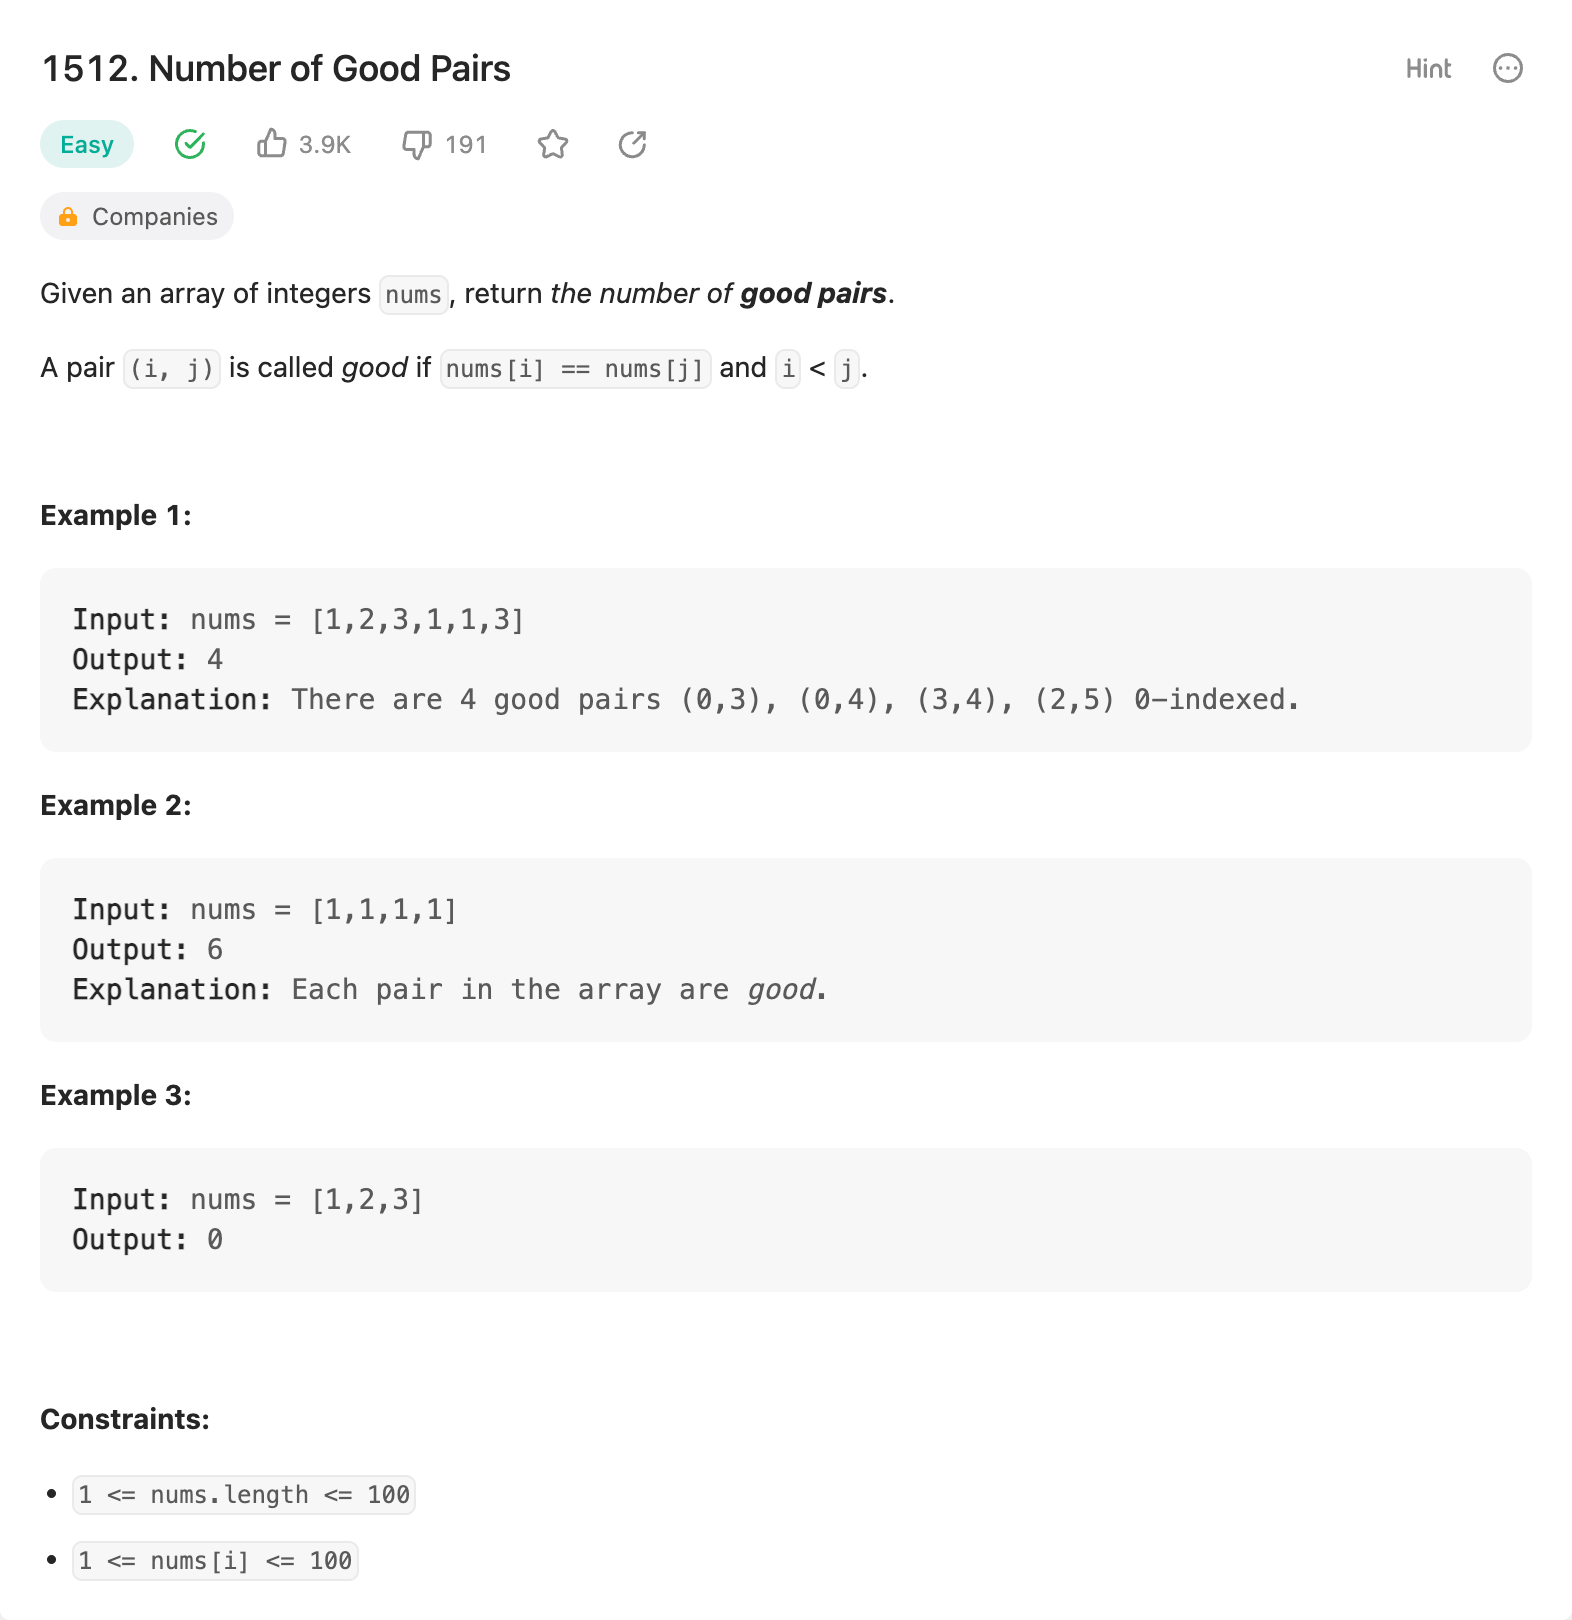 1512. Number of Good Pairs
Hint
Easy 3.9K 191
Companies
Given an array of integers nums, return the number of good pairs.
A pair (i, j) is called good if nums[i] == nums[j] and i < j.
Example 1:
Input: nums = [1,2,3,1,1,3]
Output: 4
Explanation: There are 4 good pairs (0,3), (0,4), (3,4), (2,5) 0-indexed.
Example 2:
Input: nums = [1,1,1,1]
Output: 6
Explanation: Each pair in the array are good.
Example 3:
Input: nums = [1,2,3]
Output: 0
Constraints:
• 1 <= nums.length <= 100
• 1 <= nums[i] <= 100